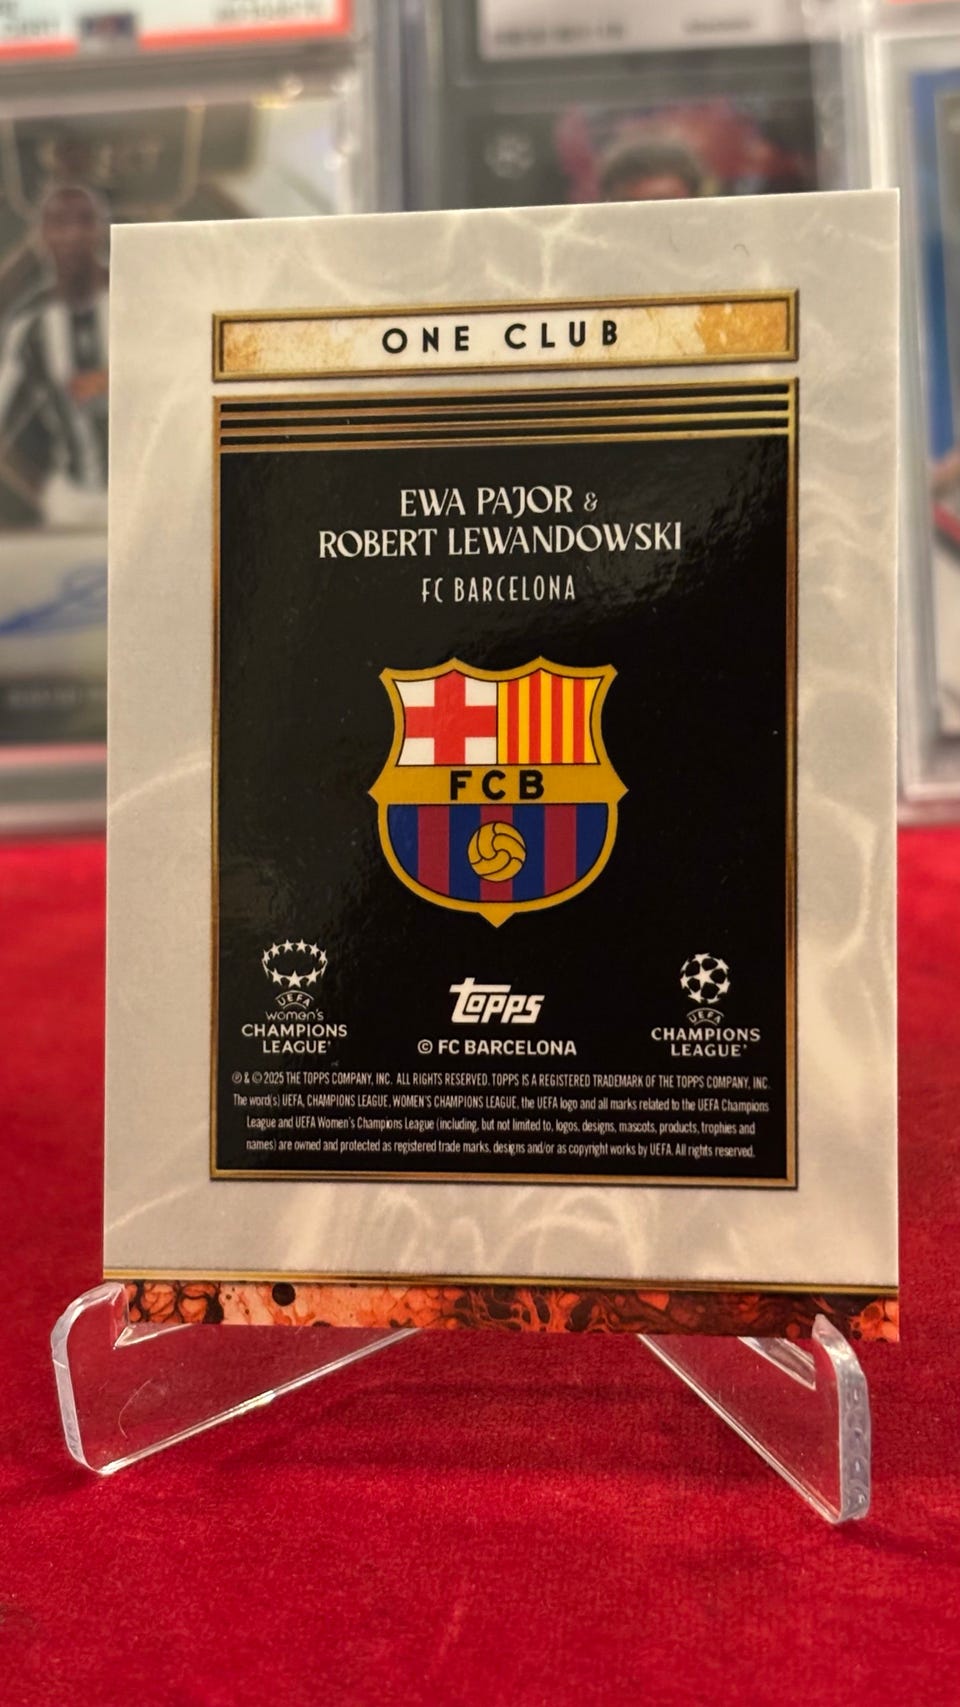 ONE CLUB
EWA PAJOR &
ROBERT LEWANDOWSKI
FC BARCELONA
FCB
UEFA
women's
CHAMPIONS
LEAGUE
topps
© FC BARCELONA
UEFA
CHAMPIONS
LEAGUE
℗ & © 2025 THE TOPPS COMPANY, INC. ALL RIGHTS RESERVED. TOPPS IS A REGISTERED TRADEMARK OF THE TOPPS COMPANY, INC.
The word(s) UEFA, CHAMPIONS LEAGUE, WOMEN'S CHAMPIONS LEAGUE, the UEFA logo and all marks related to the UEFA Champions
League and UEFA Women's Champions League (including, but not limited to, logos, designs, mascots, products, trophies and
names) are owned and protected as registered trade marks, designs and/or as copyright works by UEFA. All rights reserved.